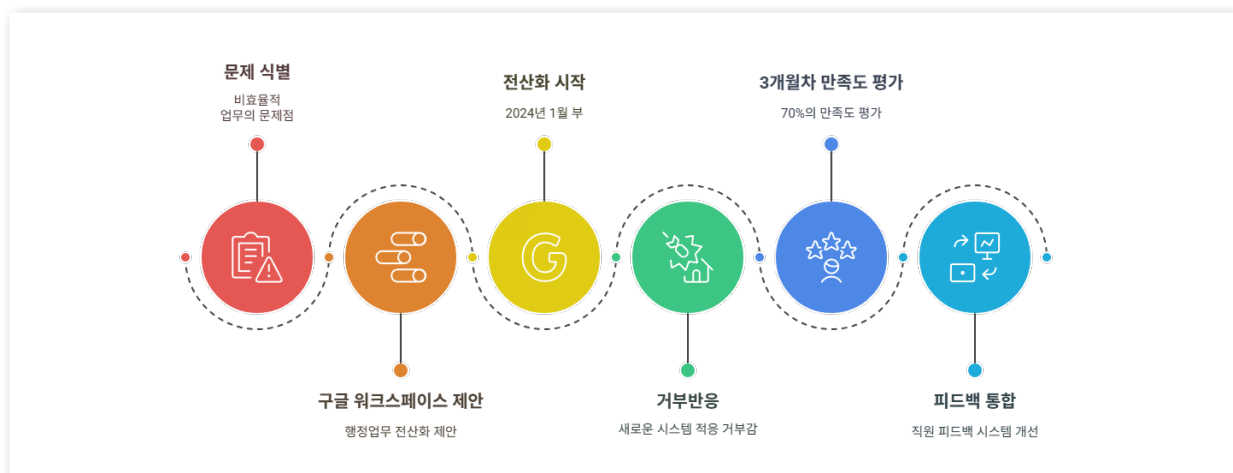 문제 식별
비효율적
업무의 문제점
구글 워크스페이스 제안
행정업무 전산화 제안
전산화 시작
2024년 1월 부
거부반응
새로운 시스템 적응 거부감
3개월차 만족도 평가
70%의 만족도 평가
피드백 통합
직원 피드백 시스템 개선